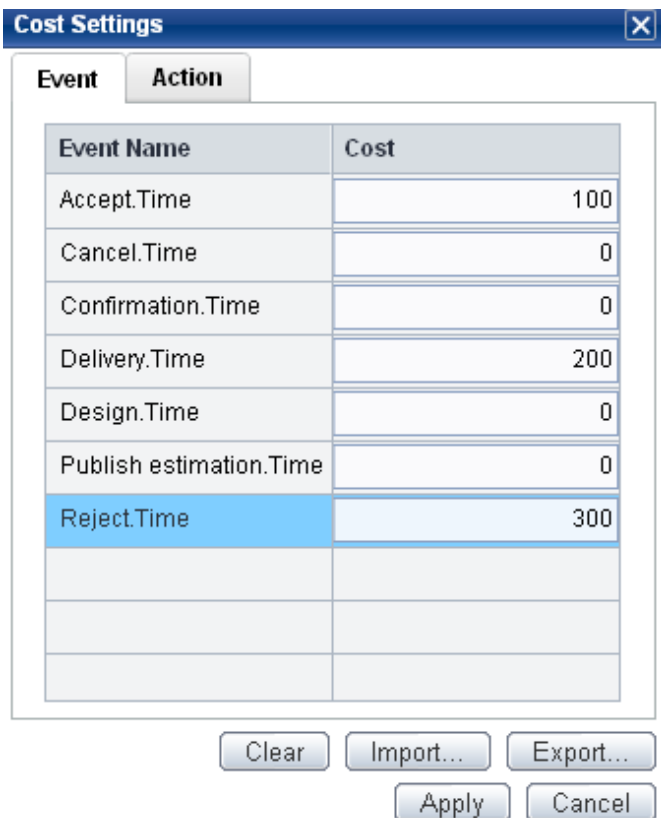 Cost Settings
Event Action
Event Name Cost
Accept.Time 100
Cancel.Time 0
Confirmation.Time 0
Delivery.Time 200
Design.Time 0
Publish estimation.Time 0
Reject.Time 300
Clear Import... Export...
Apply Cancel